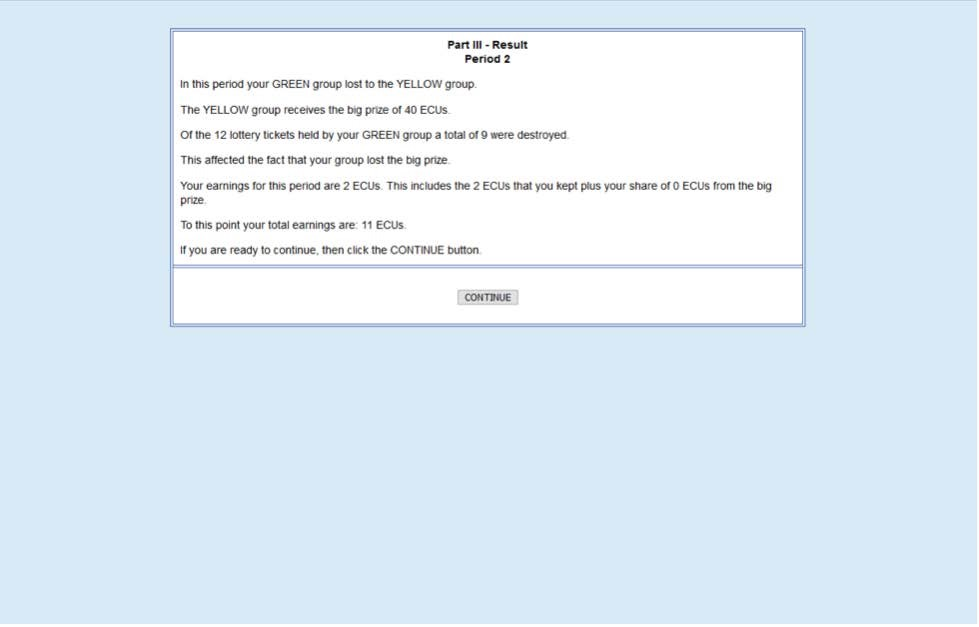 Part III - Result
Period 2
In this period your GREEN group lost to the YELLOW group.
The YELLOW group receives the big prize of 40 ECUs.
Of the 12 lottery tickets held by your GREEN group a total of 9 were destroyed.
This affected the fact that your group lost the big prize.
Your earnings for this period are 2 ECUs. This includes the 2 ECUs that you kept plus your share of 0 ECUs from the big
prize.
To this point your total earnings are: 11 ECUs.
If you are ready to continue, then click the CONTINUE button.
CONTINUE